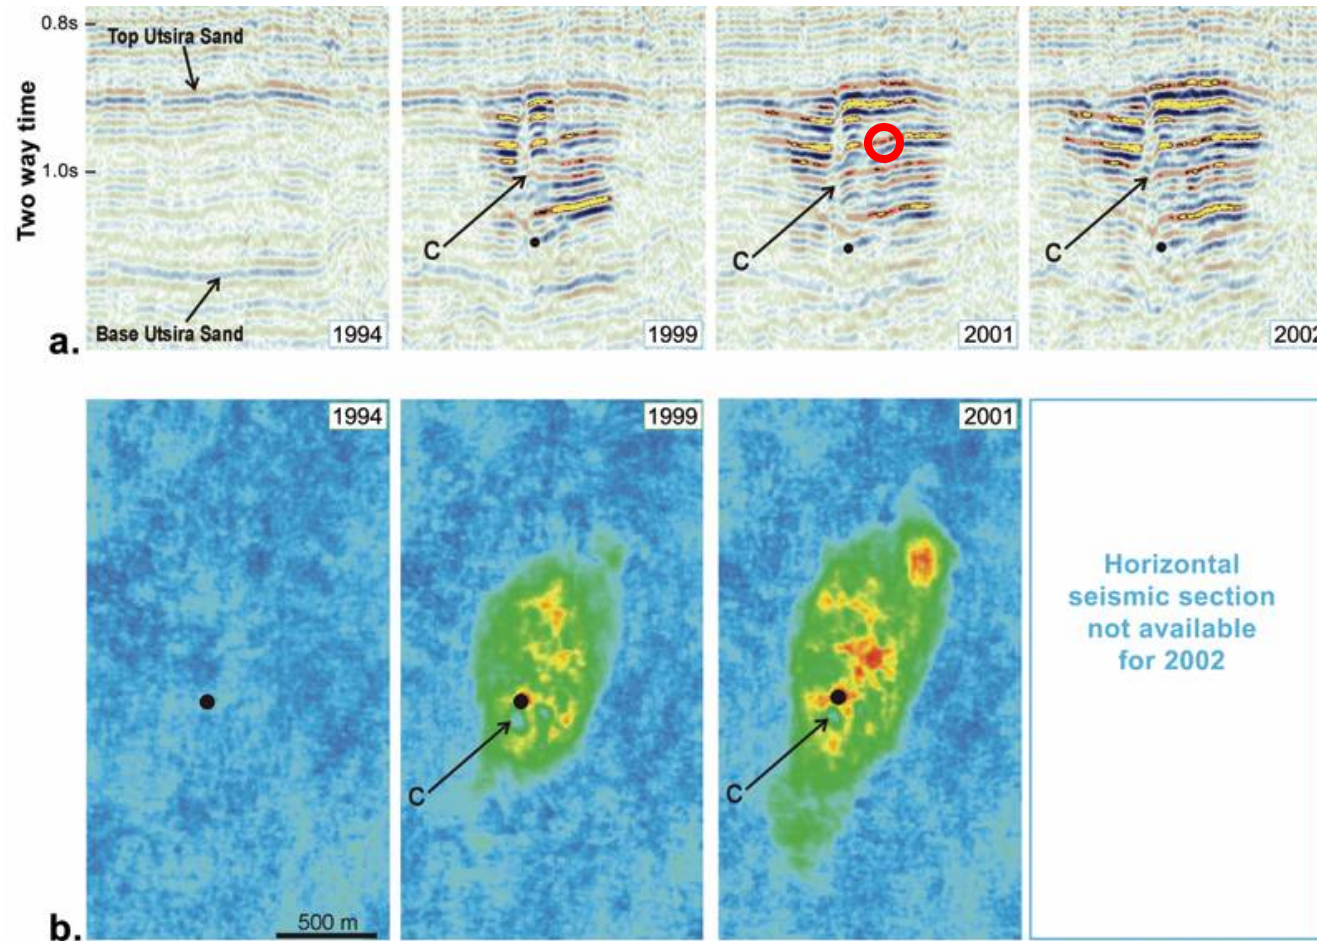 0.8s
Top Utsira Sand
Two way time
1.0s
C
C
C
Base Utsira Sand
a.
1994
1999
2001
2002
1994
1999
2001
Horizontal
seismic section
not available
for 2002
C
C
500 m
b.